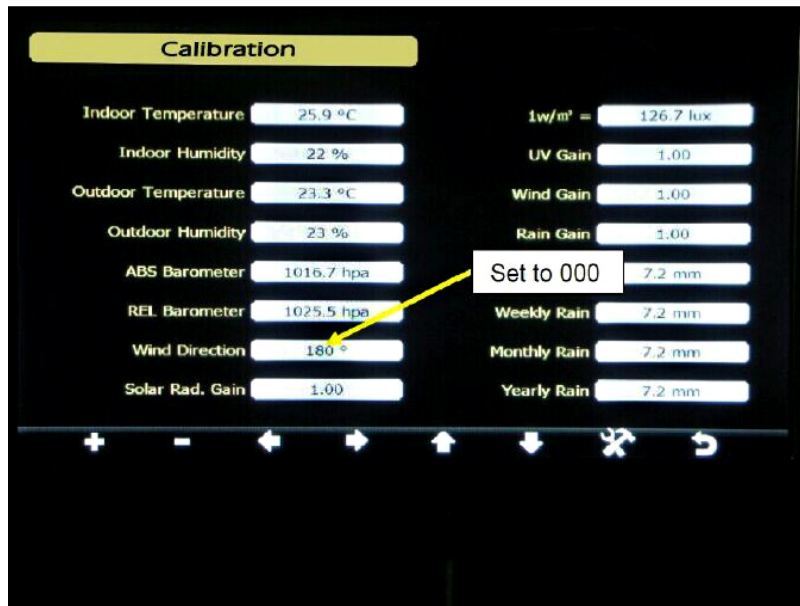 Calibration
Indoor Temperature 25.9 ºC
Indoor Humidity 22 %
Outdoor Temperature 23.3 ºC
Outdoor Humidity 23 %
ABS Barometer 1016.7 hpa
REL Barometer 1025.5 hpa
Wind Direction 180 °
Solar Rad. Gain 1.00
1w/m² = 126.7 lux
UV Gain 1.00
Wind Gain 1.00
Rain Gain 1.00
Set to 000 7.2 mm
Weekly Rain 7.2 mm
Monthly Rain 7.2 mm
Yearly Rain 7.2 mm